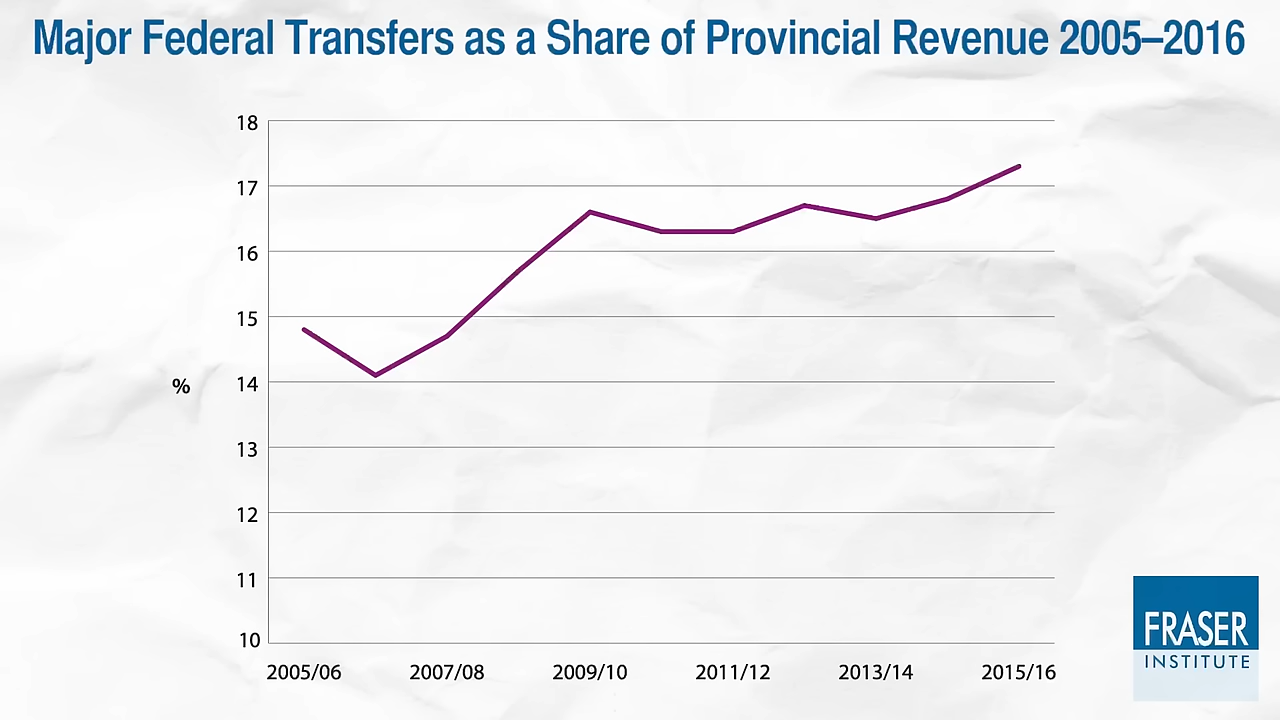 Major Federal Transfers as a Share of Provincial Revenue 2005–2016
18
17
16
15
%
14
13
12
11
10
2005/06 2007/08 2009/10 2011/12 2013/14 2015/16
FRASER
INSTITUTE